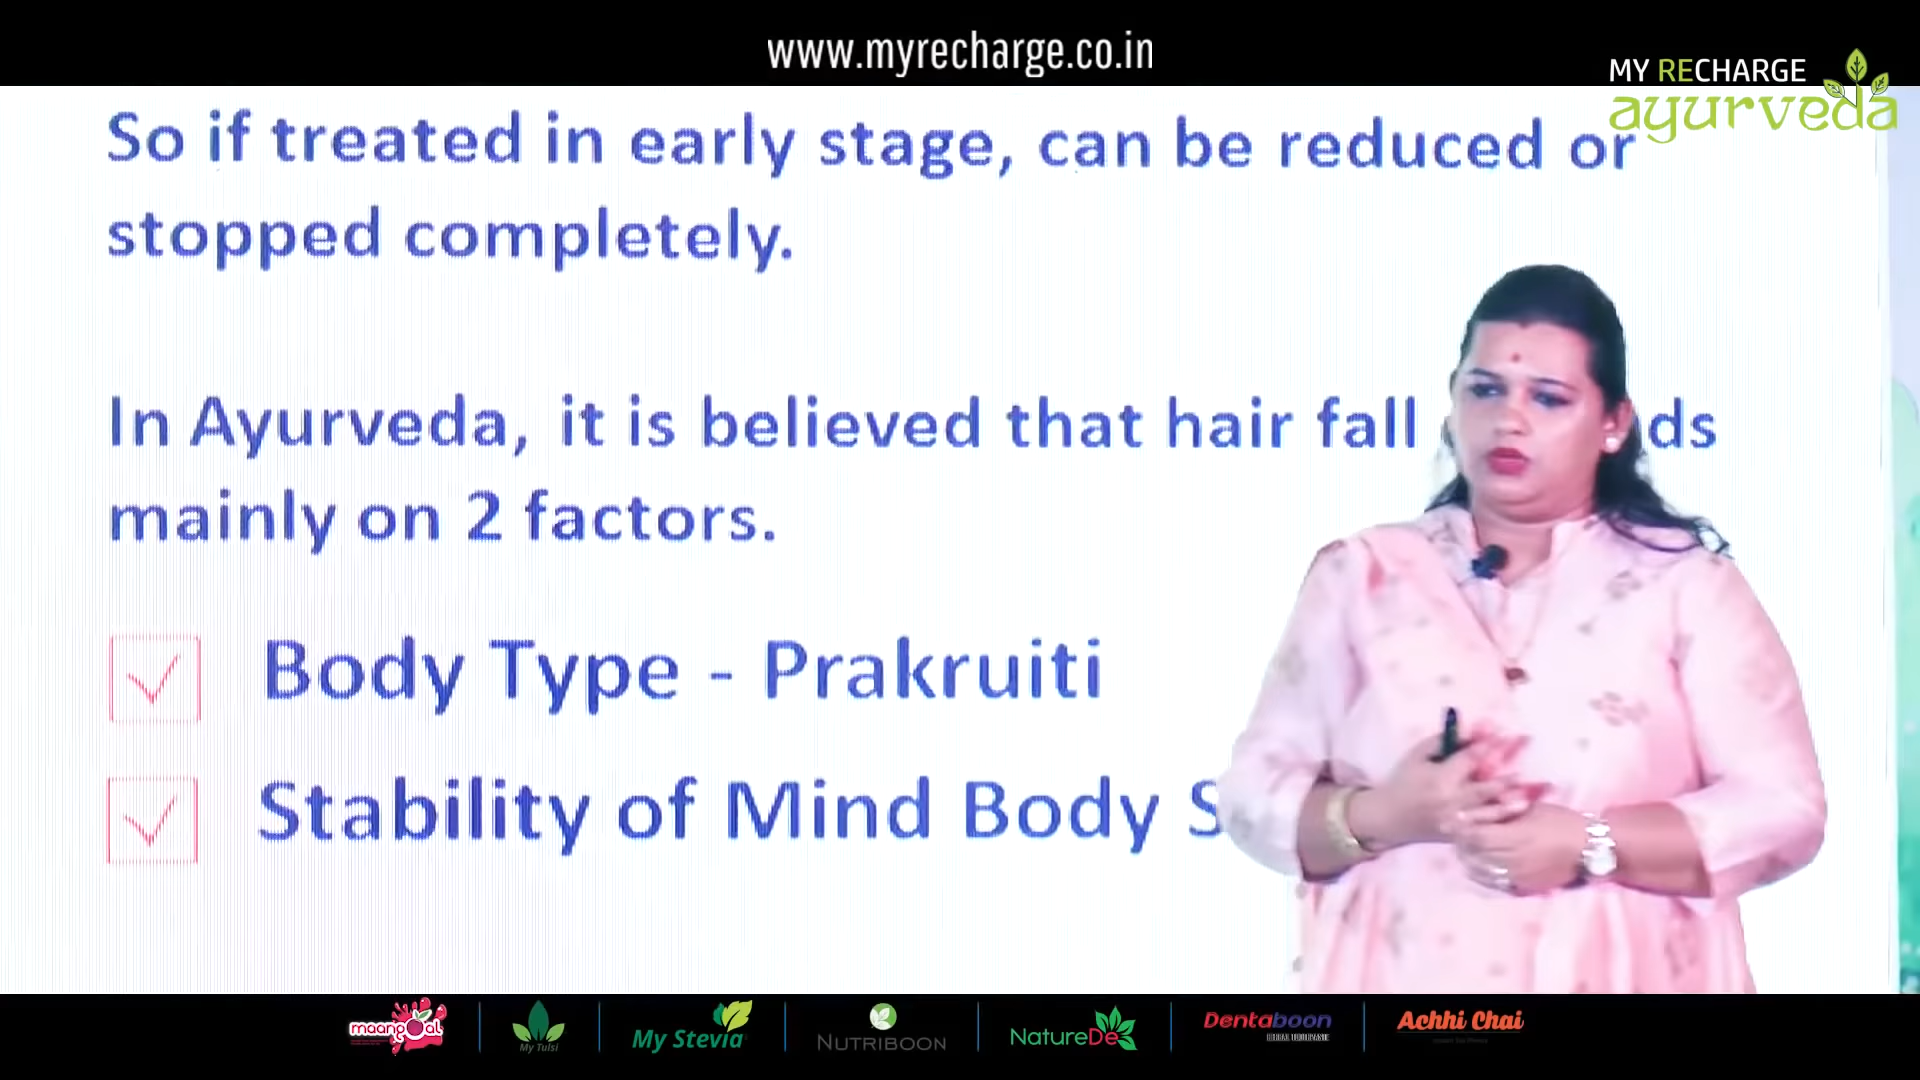 www.myrecharge.co.in
MY RECHARGE
ayurveda
So if treated in early stage, can be reduced or
stopped completely.
In Ayurveda, it is believed that hair fall ds
mainly on 2 factors.
Body Type - Prakruiti
Stability of Mind Body S
maangoal
My Tulsi
My Stevia
NUTRIBOON
NatureDe
Dentaboon
Achhi Chai